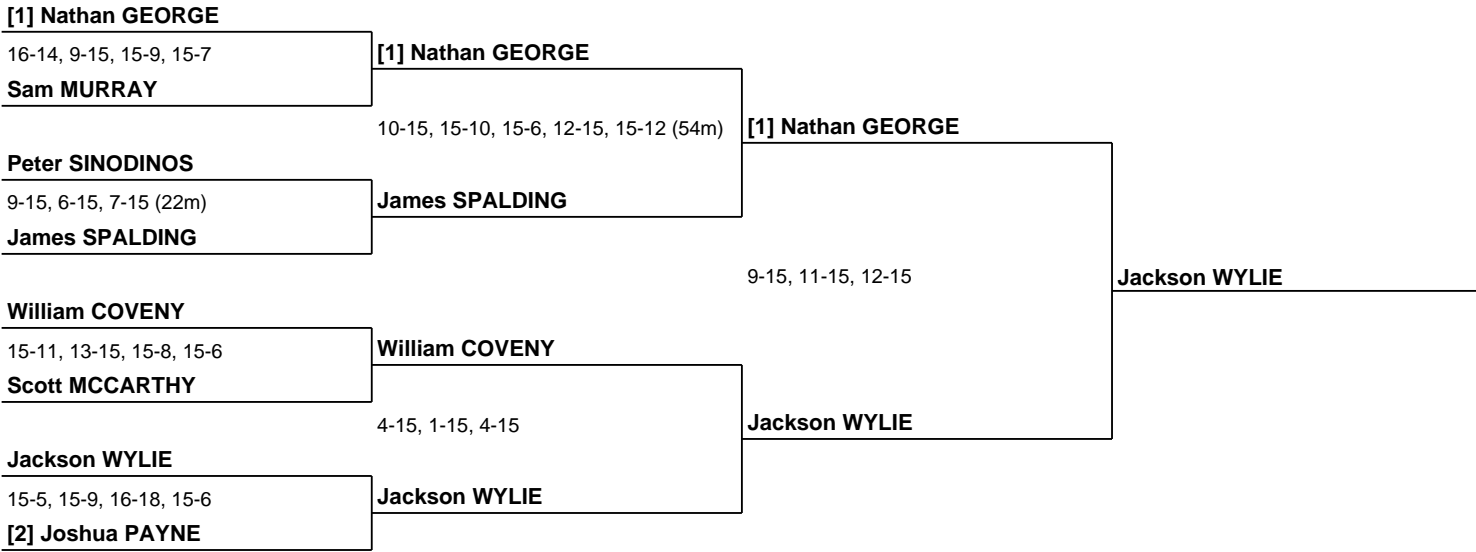 [1] Nathan GEORGE
16-14, 9-15, 15-9, 15-7
[1] Nathan GEORGE
Sam MURRAY
10-15, 15-10, 15-6, 12-15, 15-12 (54m)
[1] Nathan GEORGE
Peter SINODINOS
9-15, 6-15, 7-15 (22m)
James SPALDING
James SPALDING
9-15, 11-15, 12-15
Jackson WYLIE
William COVENY
15-11, 13-15, 15-8, 15-6
William COVENY
Scott MCCARTHY
4-15, 1-15, 4-15
Jackson WYLIE
Jackson WYLIE
15-5, 15-9, 16-18, 15-6
Jackson WYLIE
[2] Joshua PAYNE